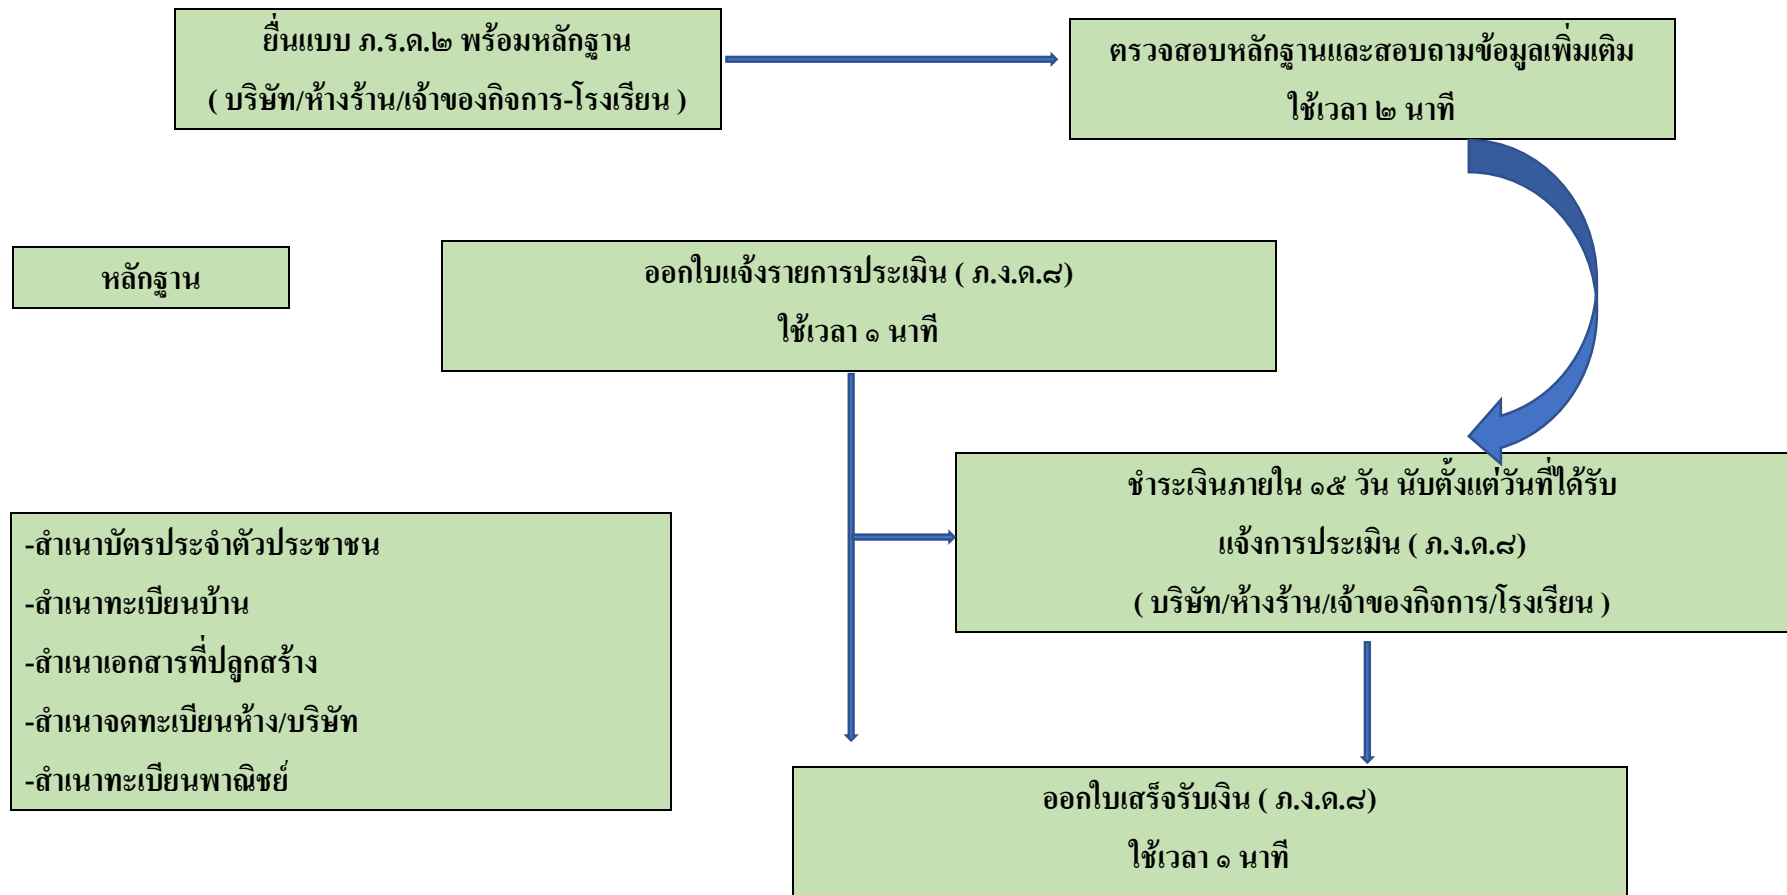 ยื่นแบบ ภ.ร.ด.๒ พร้อมหลักฐาน
( บริษัท/ห้างร้าน/เจ้าของกิจการ-โรงเรียน )
ตรวจสอบหลักฐานและสอบถามข้อมูลเพิ่มเติม
ใช้เวลา ๒ นาที
หลักฐาน
ออกใบแจ้งรายการประเมิน ( ภ.ง.ด.๘)
ใช้เวลา ๑ นาที
ชำระเงินภายใน ๑๕ วัน นับตั้งแต่วันที่ได้รับ
แจ้งการประเมิน ( ภ.ง.ด.๘)
( บริษัท/ห้างร้าน/เจ้าของกิจการ/โรงเรียน )
-สำเนาบัตรประจำตัวประชาชน
-สำเนาทะเบียนบ้าน
-สำเนาเอกสารที่ปลูกสร้าง
-สำเนาจดทะเบียนห้าง/บริษัท
-สำเนาทะเบียนพาณิชย์
ออกใบเสร็จรับเงิน ( ภ.ง.ด.๘)
ใช้เวลา ๑ นาที